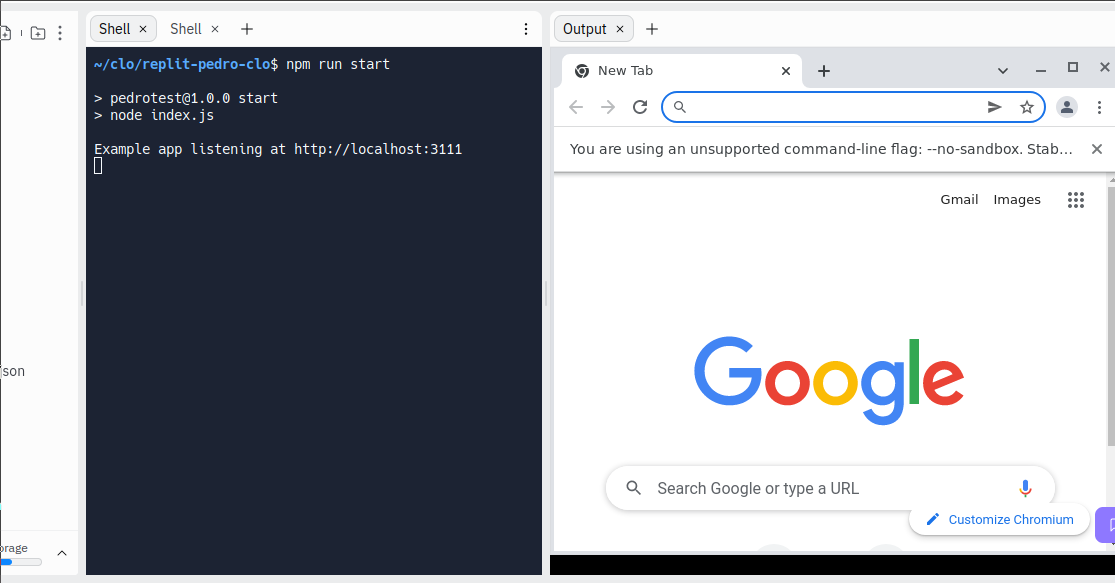 Shell
Shell
~/clo/replit-pedro-clo$ npm run start
> pedrotest@1.0.0 start
> node index.js
Example app listening at http://localhost:3111
son
orage
Output
New Tab
You are using an unsupported command-line flag: --no-sandbox. Stab...
Gmail Images
Google
Search Google or type a URL
Customize Chromium